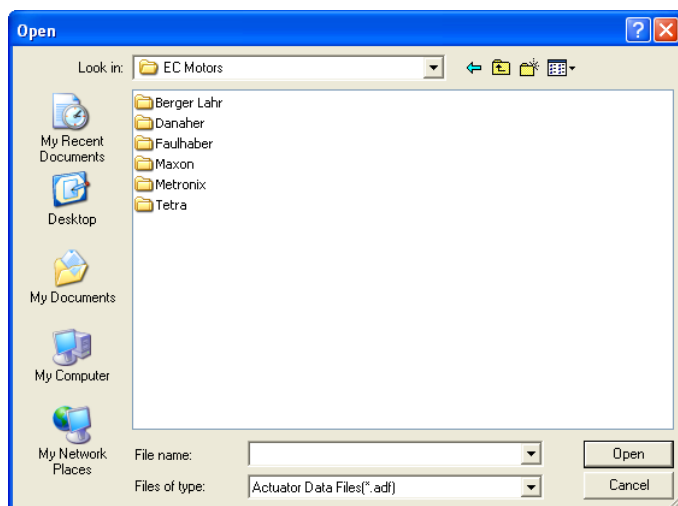 Open
Look in: EC Motors
Berger Lahr
Danaher
Faulhaber
Maxon
Metronix
Tetra
My Recent
Documents
Desktop
My Documents
My Computer
My Network
Places
File name:
Open
Files of type: Actuator Data Files(*.adf)
Cancel